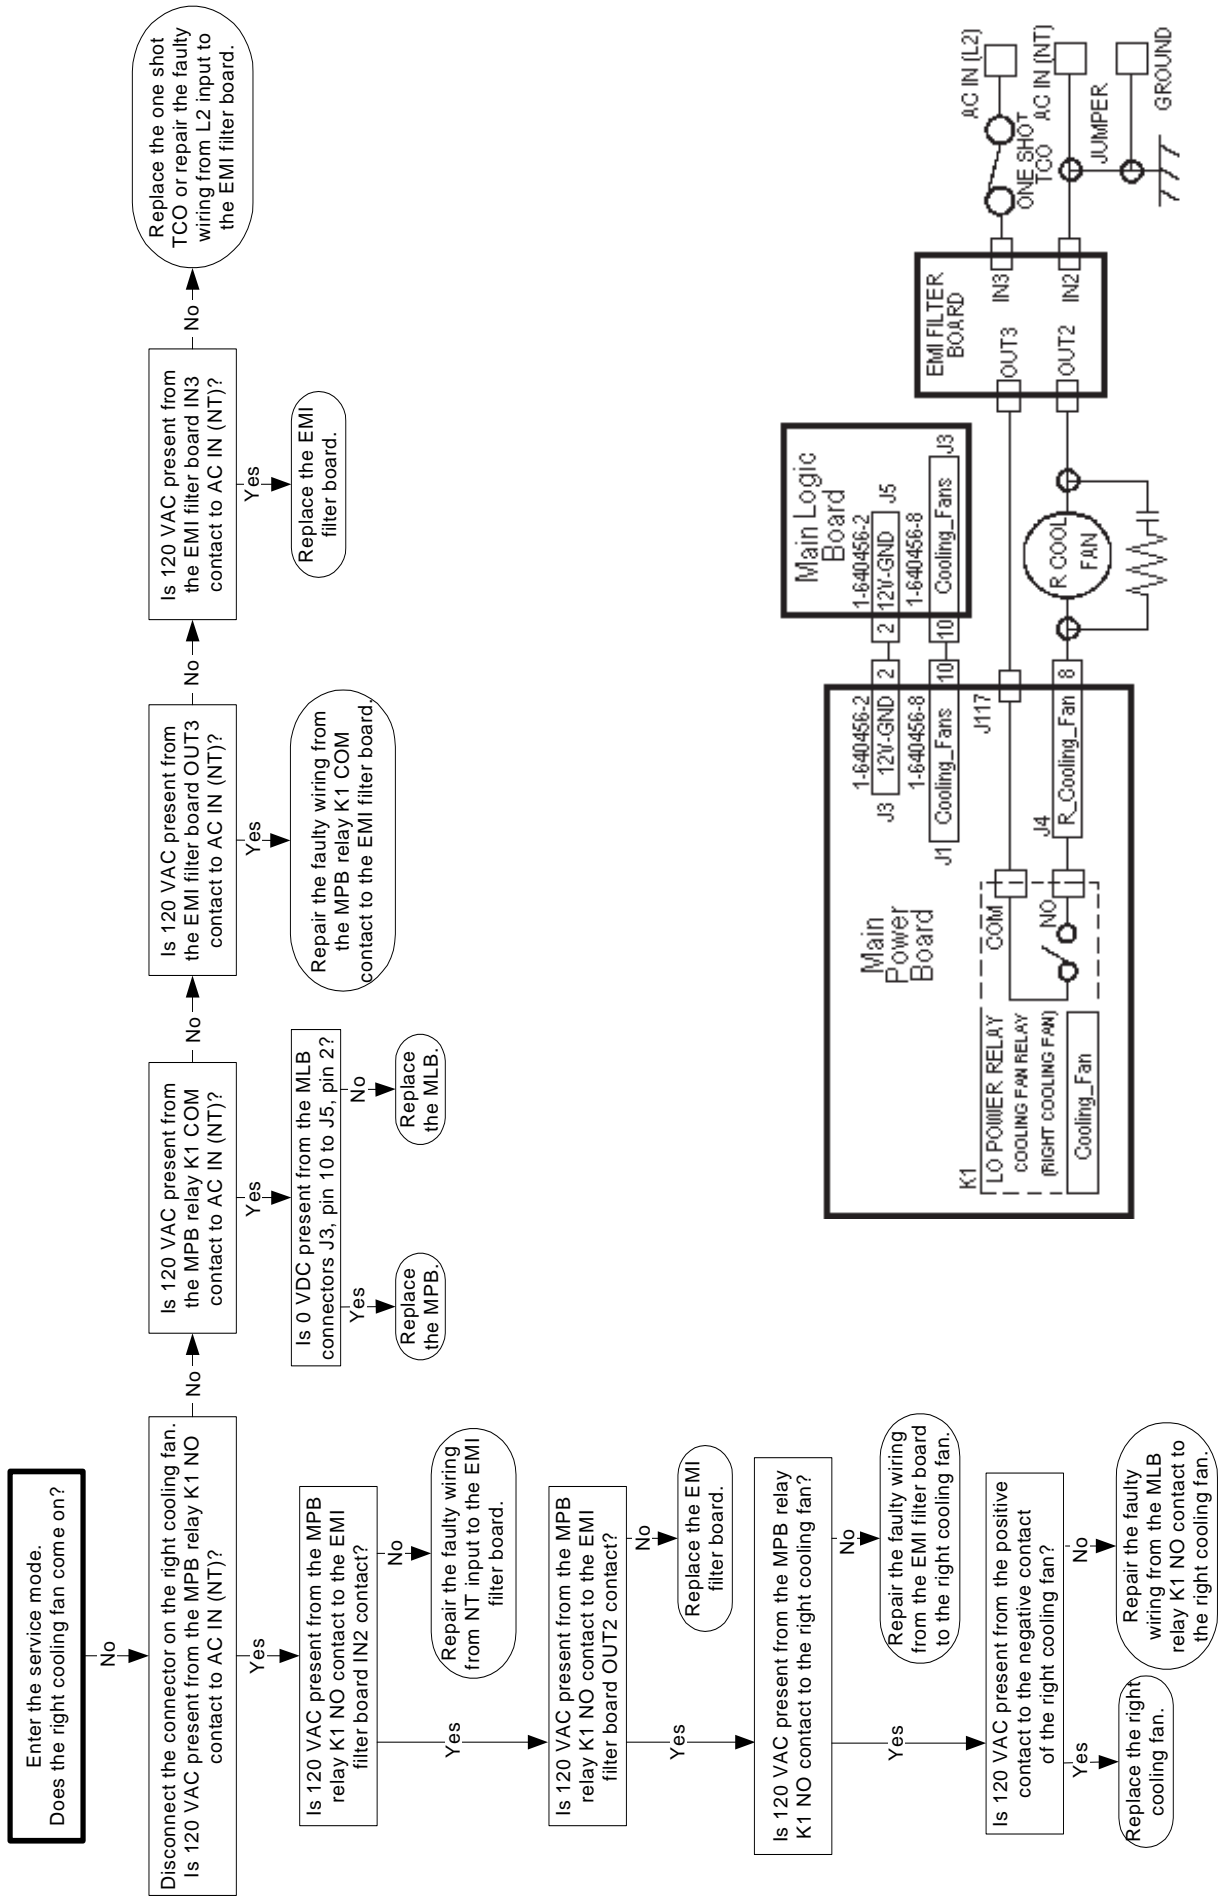 Enter the service mode.
Does the right cooling fan come on?
No
Disconnect the connector on the right cooling fan.
Is 120 VAC present from the MPB relay K1 NO
contact to AC IN (NT)?
No
Is 120 VAC present from
the MPB relay K1 COM
contact to AC IN (NT)?
No
Is 120 VAC present from
the EMI filter board OUT3
contact to AC IN (NT)?
No
Is 120 VAC present from
the EMI filter board IN3
contact to AC IN (NT)?
No
Replace the one shot
TCO or repair the faulty
wiring from L2 input to
the EMI filter board.
Yes
Is 120 VAC present from the MPB
relay K1 NO contact to the EMI
filter board IN2 contact?
No
Repair the faulty wiring
from NT input to the EMI
filter board.
Yes
Is 0 VDC present from the MLB
connectors J3, pin 10 to J5, pin 2?
Yes
Replace
the MPB.
No
Replace
the MLB.
Yes
Repair the faulty wiring from
the MPB relay K1 COM
contact to the EMI filter board.
Yes
Replace the EMI
filter board.
Yes
Is 120 VAC present from the MPB
relay K1 NO contact to the EMI
filter board OUT2 contact?
No
Replace the EMI
filter board.
Yes
Is 120 VAC present from the MPB relay
K1 NO contact to the right cooling fan?
No
Repair the faulty wiring
from the EMI filter board
to the right cooling fan.
Yes
Is 120 VAC present from the positive
contact to the negative contact
of the right cooling fan?
Yes
Replace the right
cooling fan.
No
Repair the faulty
wiring from the MLB
relay K1 NO contact to
the right cooling fan.
Main
Power
Board
1-640456-2
J3
12V-GND
2
1-640456-8
J1
Cooling_Fans
10
J117
K1
LO POWER RELAY
COOLING FAN RELAY
(RIGHT COOLING FAN)
Cooling_Fan
COM
NO
J4
R_Cooling_Fan
8
Main Logic
Board
1-640456-2
2
12V-GND
J5
1-640456-8
10
Cooling_Fans
J3
R COOL
FAN
EMI FILTER
BOARD
OUT3
IN3
OUT2
IN2
AC IN (L2)
ONE SHOT
TCO
AC IN (NT)
JUMPER
GROUND